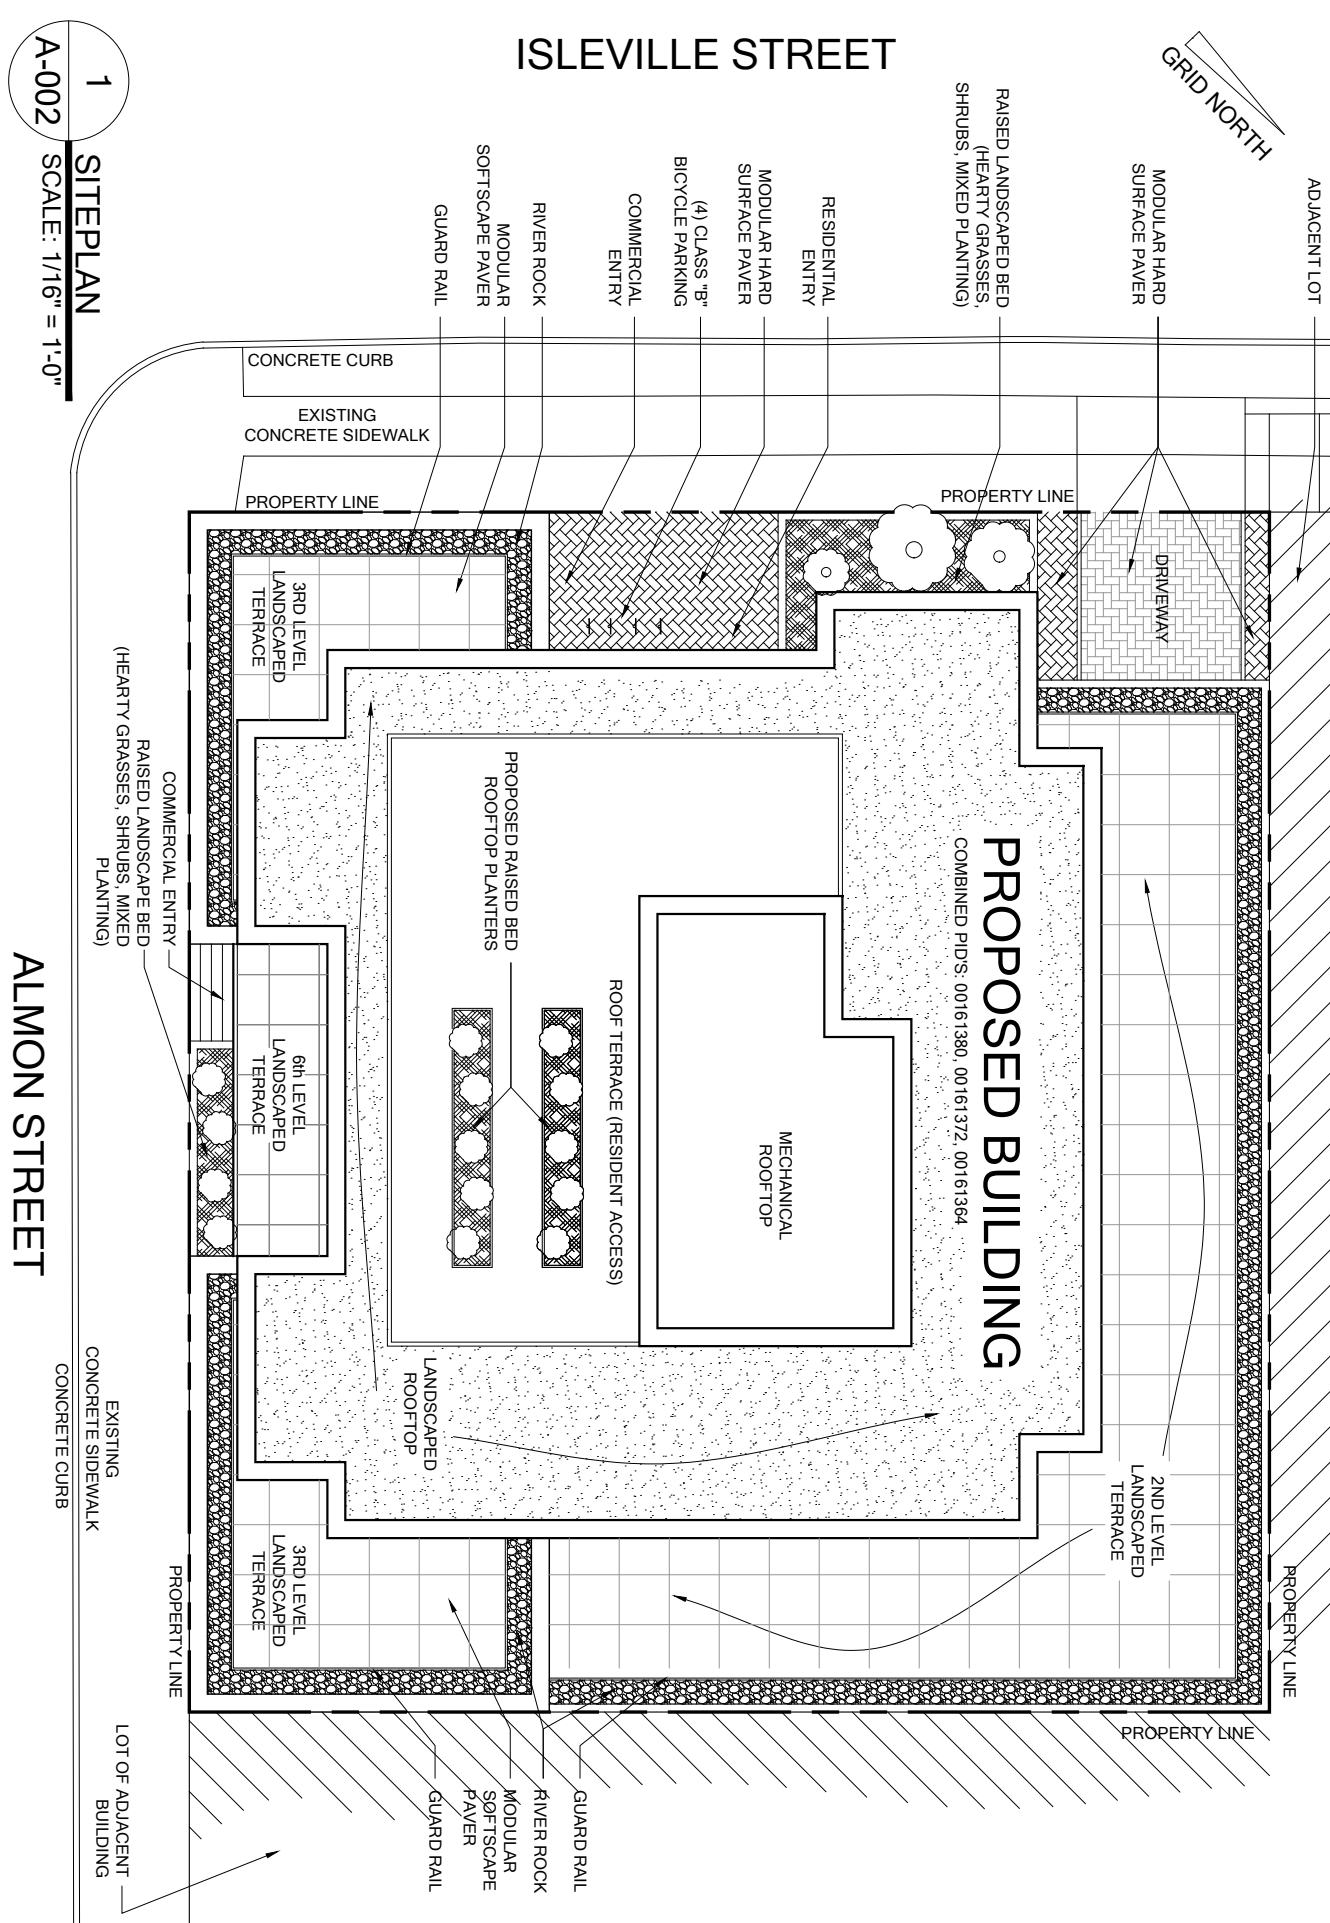 ISLEVILLE STREET
GRID NORTH
ADJACENT LOT
MODULAR HARD
SURFACE PAVER
RAISED LANDSCAPED BED
(HEARTY GRASSES,
SHRUBS, MIXED PLANTING)
RESIDENTIAL
ENTRY
MODULAR HARD
SURFACE PAVER
(4) CLASS "B"
BICYCLE PARKING
COMMERCIAL
ENTRY
RIVER ROCK
MODULAR
SOFTSCAPE PAVER
GUARD RAIL
1
A-002
SITEPLAN
SCALE: 1/16" = 1'-0"
CONCRETE CURB
EXISTING
CONCRETE SIDEWALK
PROPERTY LINE
PROPERTY LINE
DRIVEWAY
3RD LEVEL
LANDSCAPED
TERRACE
PROPOSED BUILDING
COMBINED PID'S: 00161380, 00161372, 00161364
PROPOSED RAISED BED
ROOFTOP PLANTERS
ROOF TERRACE (RESIDENT ACCESS)
MECHANICAL
ROOFTOP
COMMERCIAL ENTRY
RAISED LANDSCAPE BED
(HEARTY GRASSES, SHRUBS, MIXED
PLANTING)
6th LEVEL
LANDSCAPED
TERRACE
ALMON STREET
LANDSCAPED
ROOFTOP
2ND LEVEL
LANDSCAPED
TERRACE
3RD LEVEL
LANDSCAPED
TERRACE
EXISTING
CONCRETE SIDEWALK
CONCRETE CURB
PROPERTY LINE
PROPERTY LINE
PROPERTY LINE
GUARD RAIL
RIVER ROCK
MODULAR
SOFTSCAPE
PAVER
GUARD RAIL
LOT OF ADJACENT
BUILDING